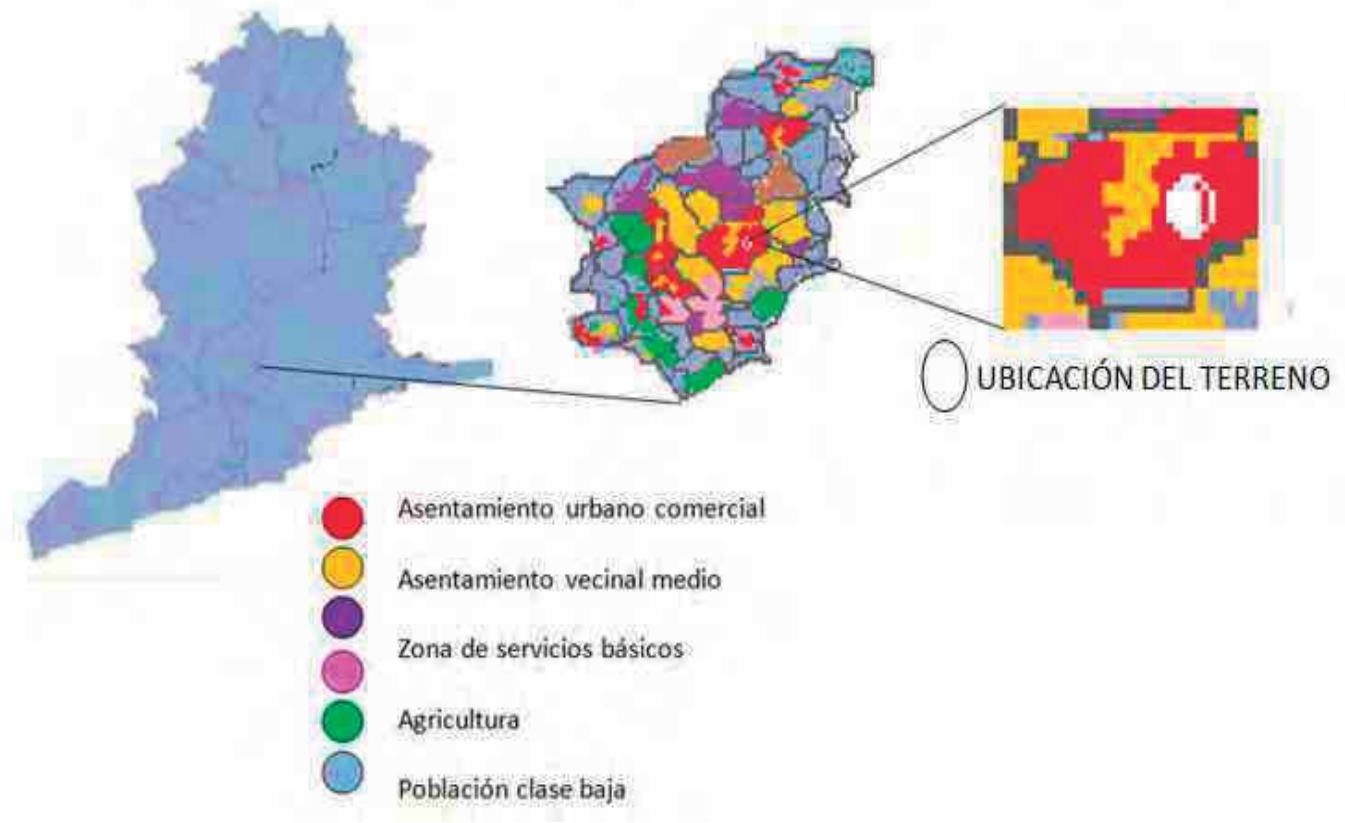 UBICACIÓN DEL TERRENO
Asentamiento urbano comercial
Asentamiento vecinal medio
Zona de servicios básicos
Agricultura
Población clase baja